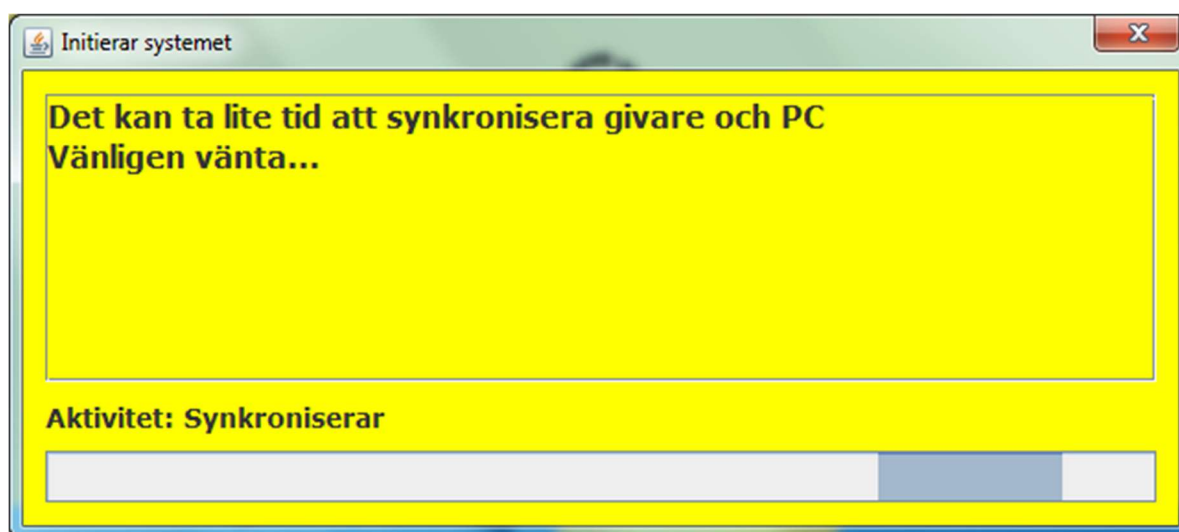 Initierar systemet
Det kan ta lite tid att synkronisera givare och PC
Vänligen vänta...
Aktivitet: Synkroniserar